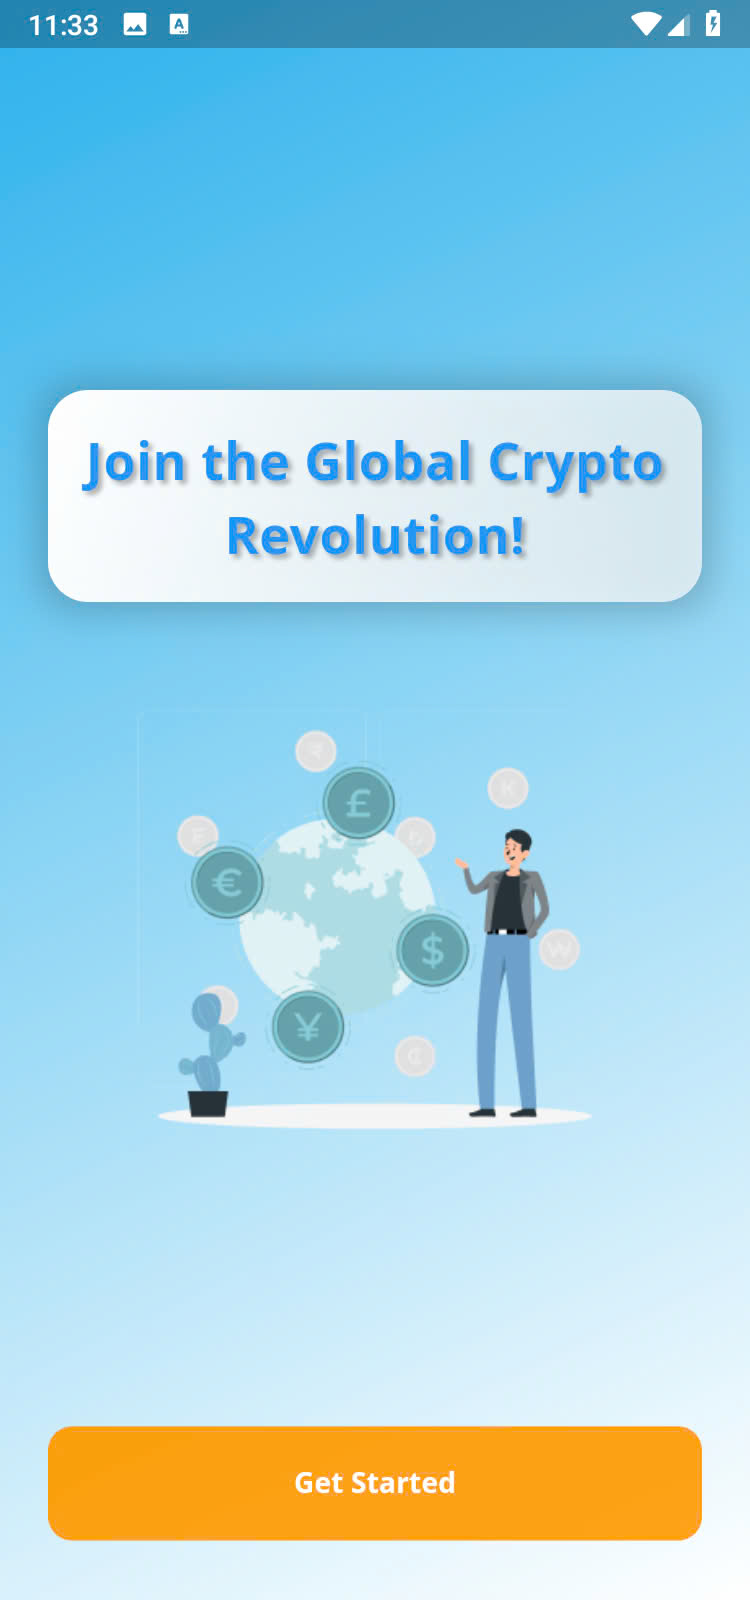 11:33
Join the Global Crypto
Revolution!
₹
£
K
₣
€
$
W
¥
₵
Get Started